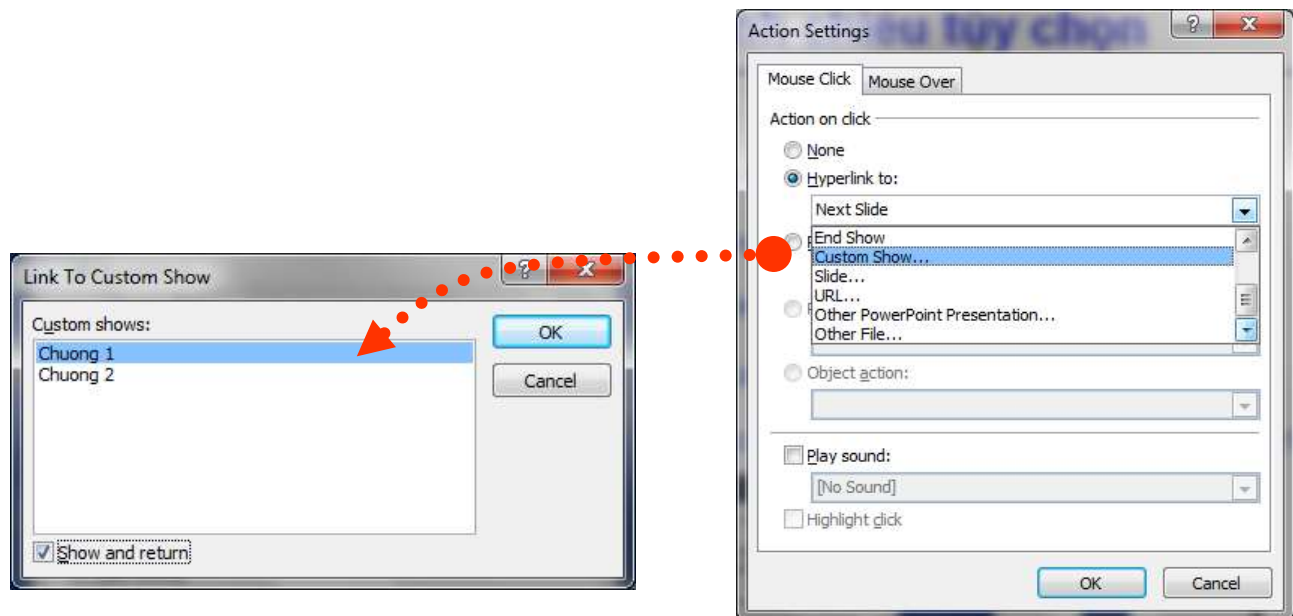 Link To Custom Show
Custom shows:
Chuong 1
Chuong 2
OK
Cancel
Show and return
Action Settings
tùy chọn
Mouse Click
Mouse Over
Action on click
None
Hyperlink to:
Next Slide
End Show
Custom Show...
Slide...
URL...
Other PowerPoint Presentation...
Other File...
Object action:
Play sound:
[No Sound]
Highlight click
OK
Cancel